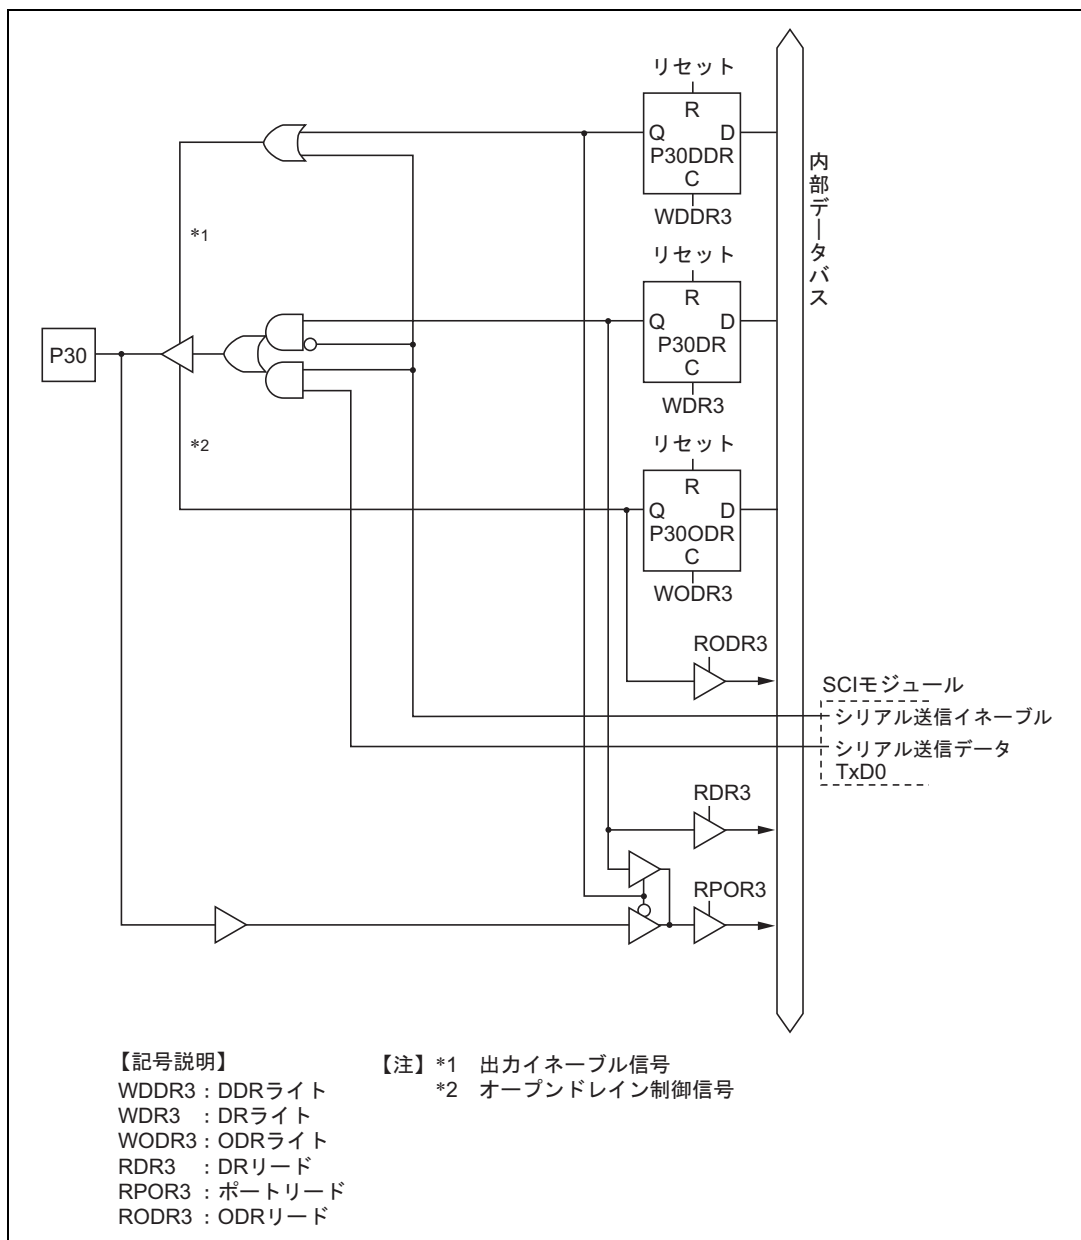 リセット
R
Q D
P30DDR
C
WDDR3
内部データバス
*1
リセット
R
Q D
P30DR
C
WDR3
P30
*2
リセット
R
Q D
P30ODR
C
WODR3
RODR3
SCIモジュール
シリアル送信イネーブル
シリアル送信データ
TxD0
RDR3
RPOR3
【記号説明】
WDDR3 : DDRライト
WDR3 : DRライト
WODR3 : ODRライト
RDR3 : DRリード
RPOR3 : ポートリード
RODR3 : ODRリード
【注】 *1 出力イネーブル信号
*2 オープンドレイン制御信号